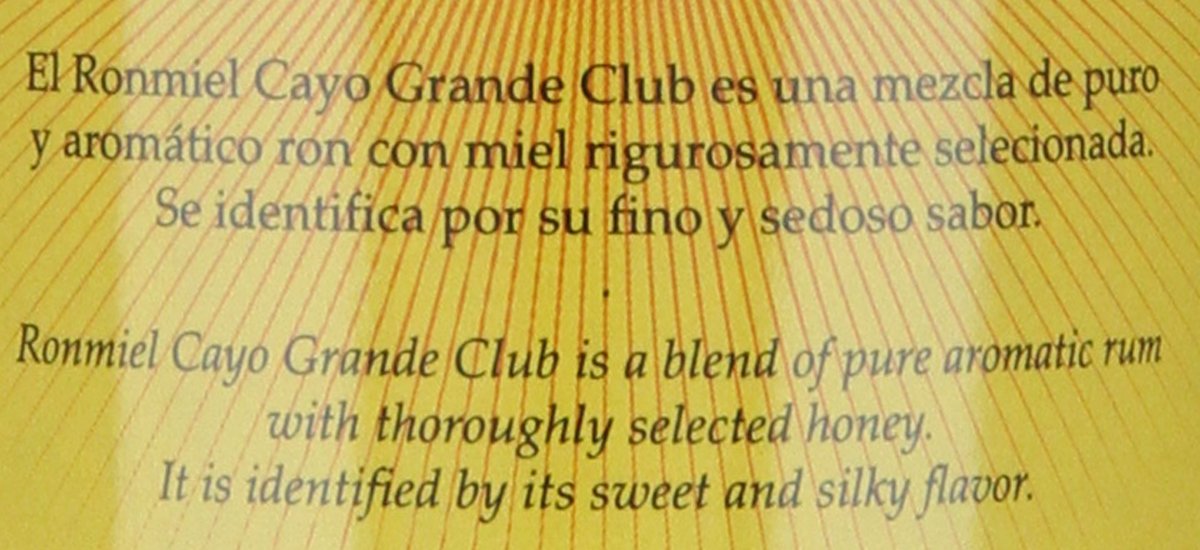 El Ronmiel Cayo Grande Club es una mezcla de puro
y aromático ron con miel rigurosamente selecionada.
Se identifica por su fino y sedoso sabor.
.
Ronmiel Cayo Grande Club is a blend of pure aromatic rum
with thoroughly selected honey.
It is identified by its sweet and silky flavor.